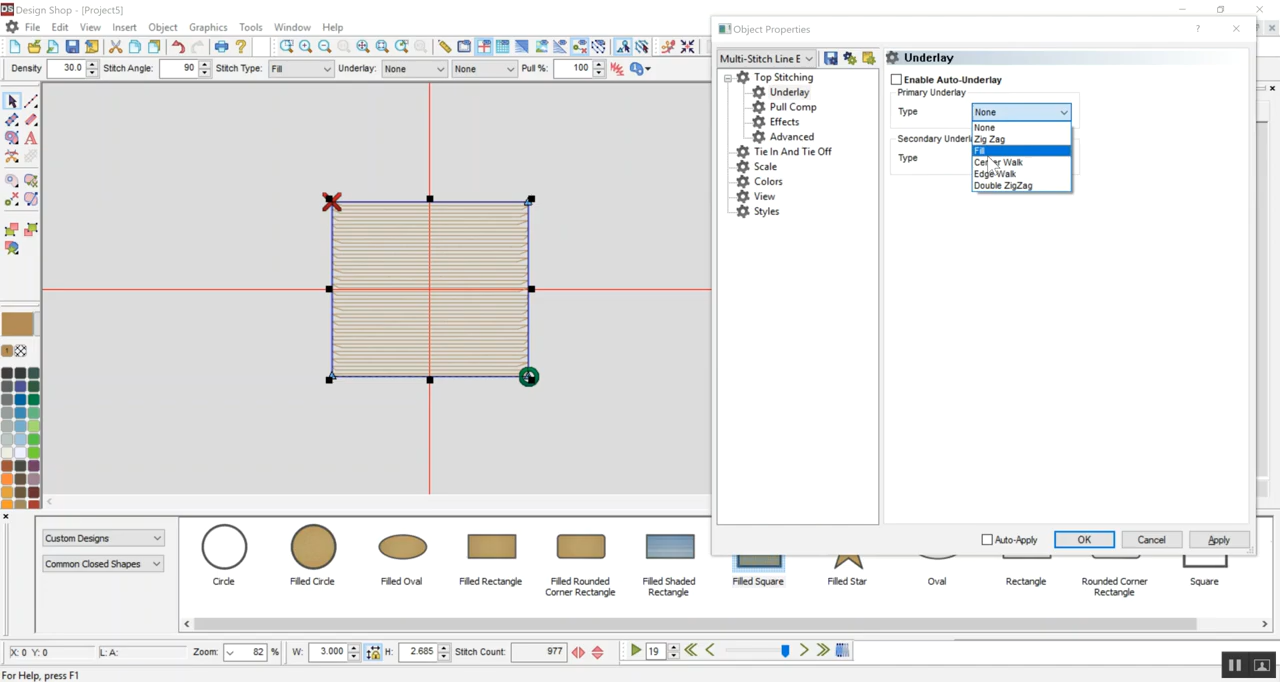 DS Design Shop - [Project5]
File Edit View Insert Object Graphics Tools Window Help
Density 30.0 Stitch Angle: 90 Stitch Type: Fill Underlay: None None Pull %: 100
Object Properties ?
Multi-Stitch Line E
Top Stitching
Underlay
Pull Comp
Effects
Advanced
Tie In And Tie Off
Scale
Colors
View
Styles
Underlay
Enable Auto-Underlay
Primary Underlay
Type None
None
Zig Zag
Fill
Center Walk
Edge Walk
Double ZigZag
Type
Auto-Apply OK Cancel Apply
1
Custom Designs
Common Closed Shapes
Circle
Filled Circle
Filled Oval
Filled Rectangle
Filled Rounded
Corner Rectangle
Filled Shaded
Rectangle
Filled Square
Filled Star
Oval
Rectangle
Rounded Corner
Rectangle
Square
X: 0 Y: 0 L: A: Zoom: 82 % W: 3.000 H: 2.685 Stitch Count: 977 19
For Help, press F1